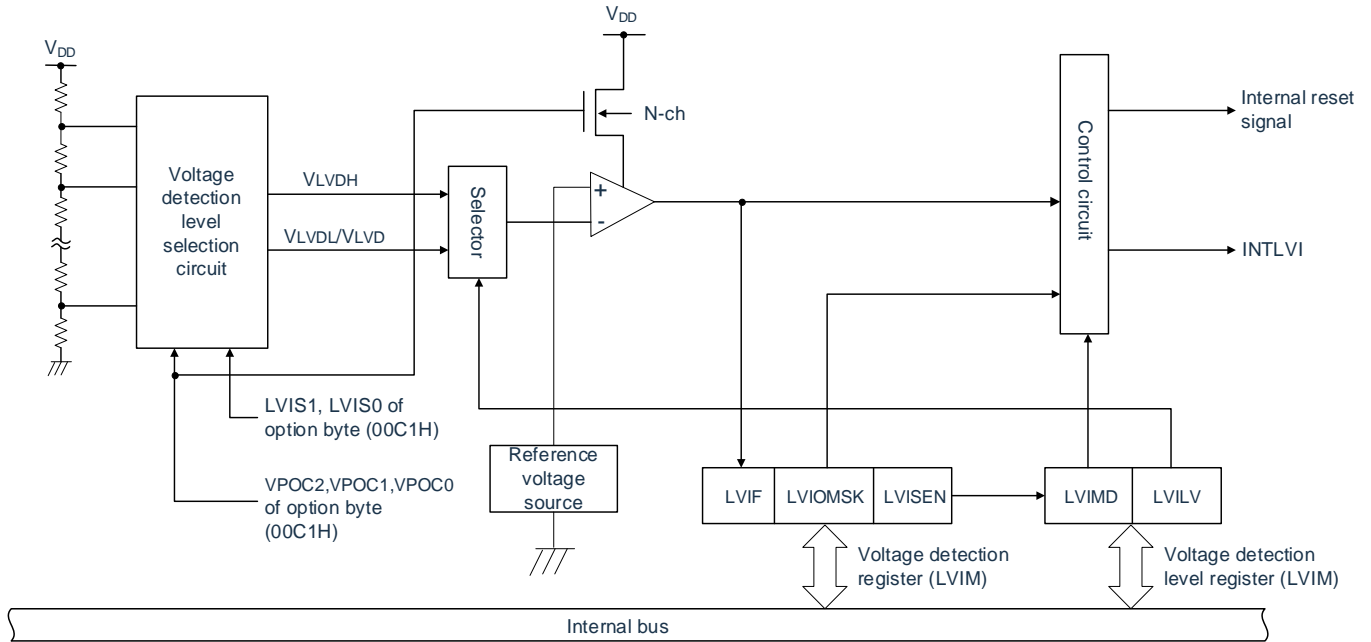 VDD
VDD
N-ch
Voltage
detection
level
selection
circuit
VLVDH
VLVDL/VLVD
Selector
+
-
Control circuit
Internal reset
signal
INTLVI
LVIS1, LVIS0 of
option byte (00C1H)
VPOC2,VPOC1,VPOC0
of option byte
(00C1H)
Reference
voltage
source
LVIF
LVIOMSK
LVISEN
LVIMD
LVILV
Voltage detection
register (LVIM)
Voltage detection
level register (LVIM)
Internal bus